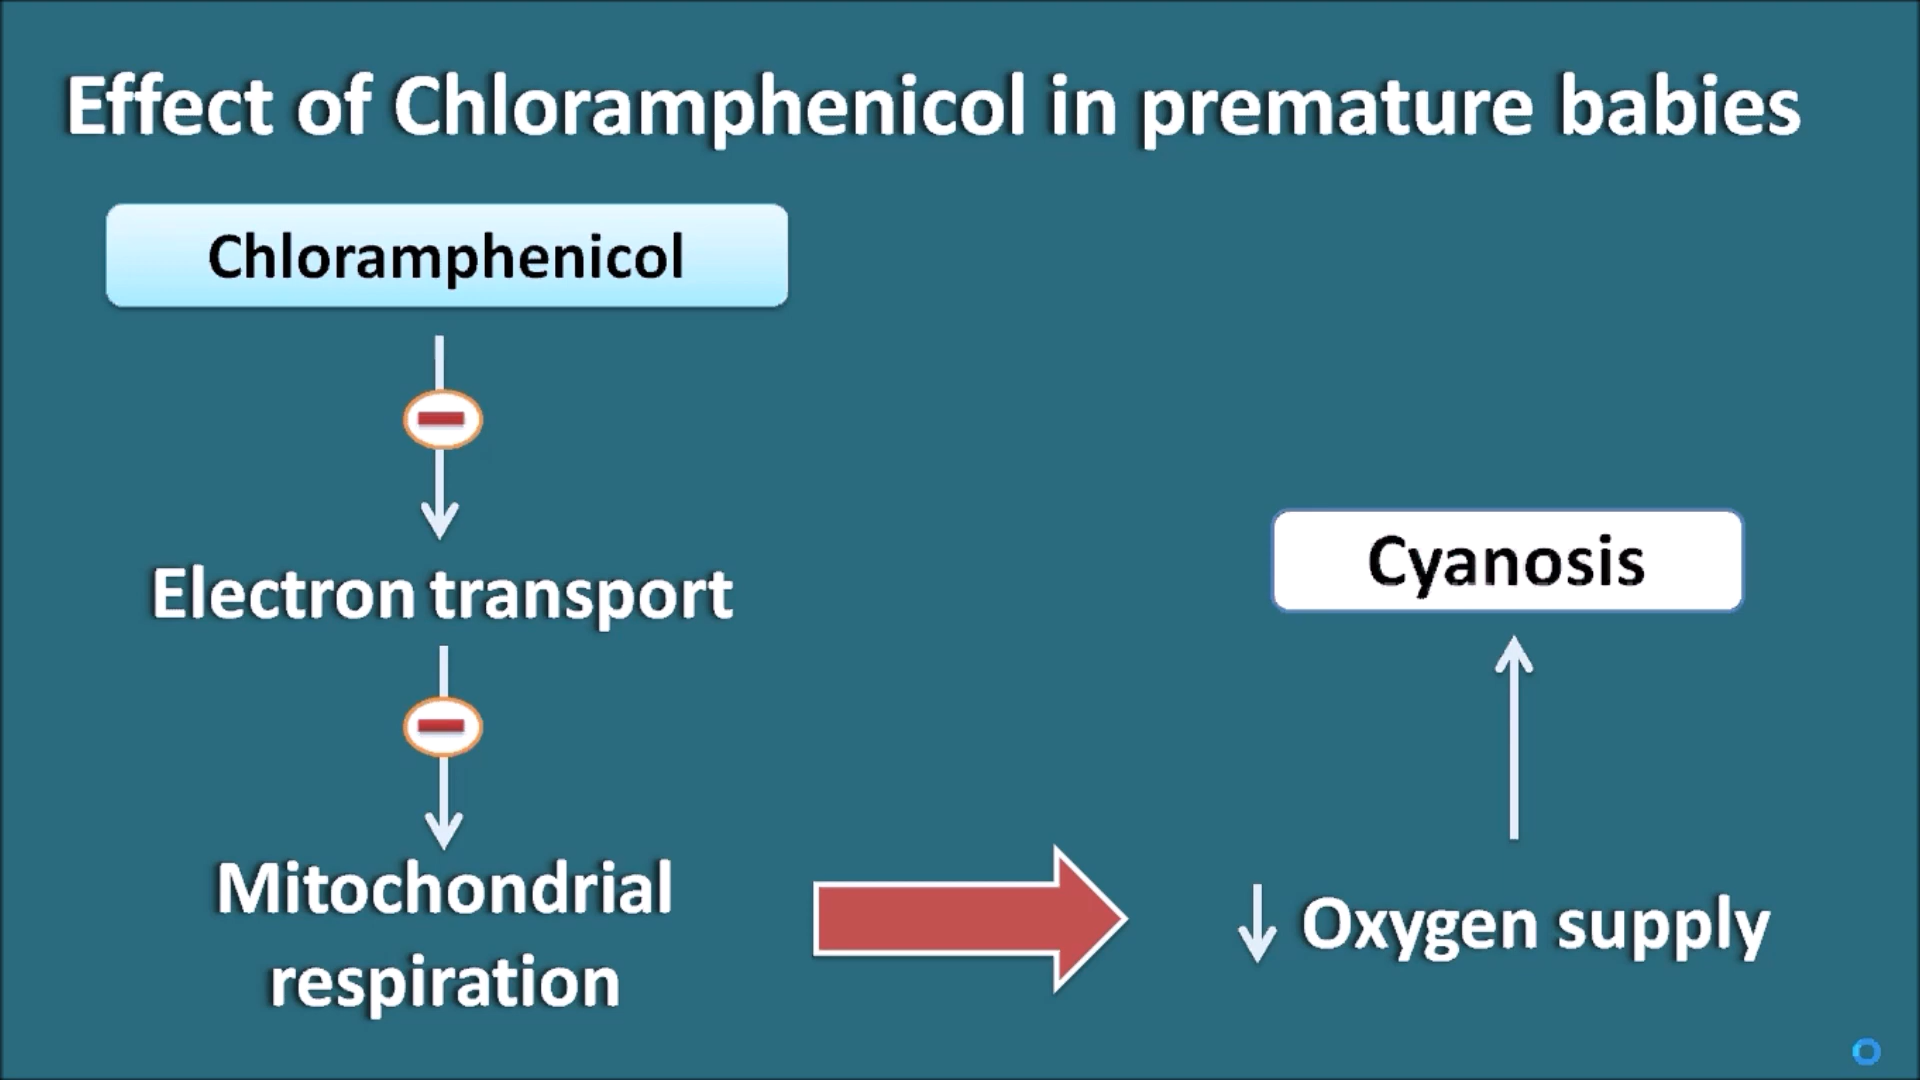 Effect of Chloramphenicol in premature babies
Chloramphenicol
Electron transport
Mitochondrial
respiration
↓ Oxygen supply
Cyanosis